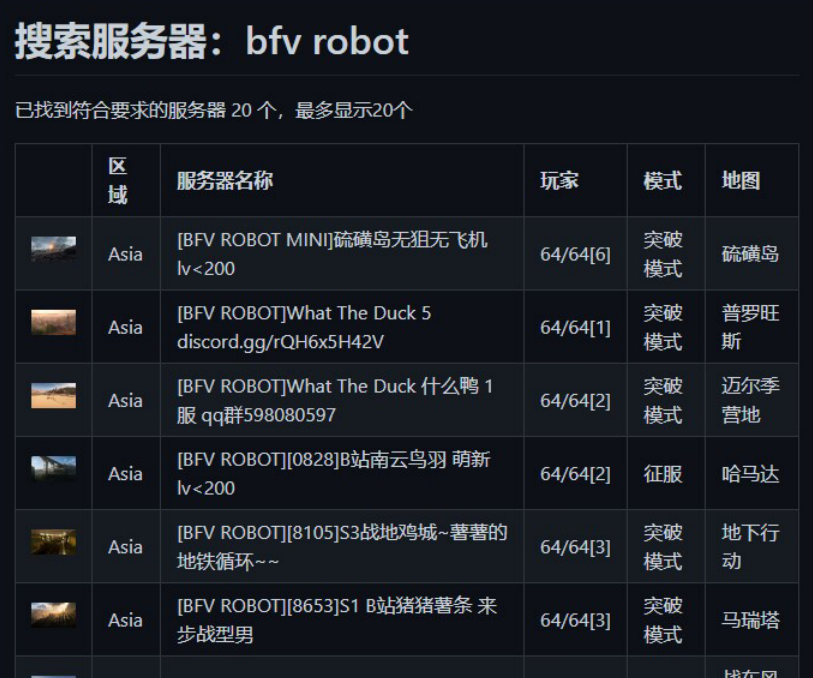 搜索服务器：bfv robot
已找到符合要求的服务器 20 个，最多显示20个
区
域
服务器名称
玩家
模式
地图
Asia
[BFV ROBOT MINI]硫磺岛无狙无飞机
lv<200
64/64[6]
突破
模式
硫磺岛
Asia
[BFV ROBOT]What The Duck 5
discord.gg/rQH6x5H42V
64/64[1]
突破
模式
普罗旺
斯
Asia
[BFV ROBOT]What The Duck 什么鸭 1
服 qq群598080597
64/64[2]
突破
模式
迈尔季
营地
Asia
[BFV ROBOT][0828]B站南云鸟羽 萌新
lv<200
64/64[2]
征服
哈马达
Asia
[BFV ROBOT][8105]S3战地鸡城~薯薯的
地铁循环~~
64/64[3]
突破
模式
地下行
动
Asia
[BFV ROBOT][8653]S1 B站猪猪薯条 来
步战型男
64/64[3]
突破
模式
马瑞塔